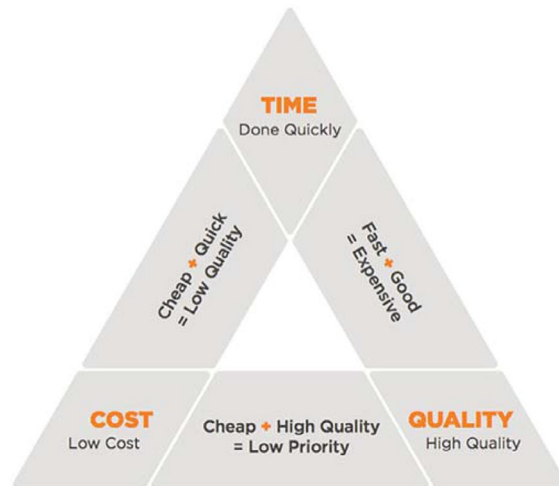 TIME
Done Quickly
Cheap + Quick
= Low Quality
Fast + Good
= Expensive
COST
Low Cost
Cheap + High Quality
= Low Priority
QUALITY
High Quality